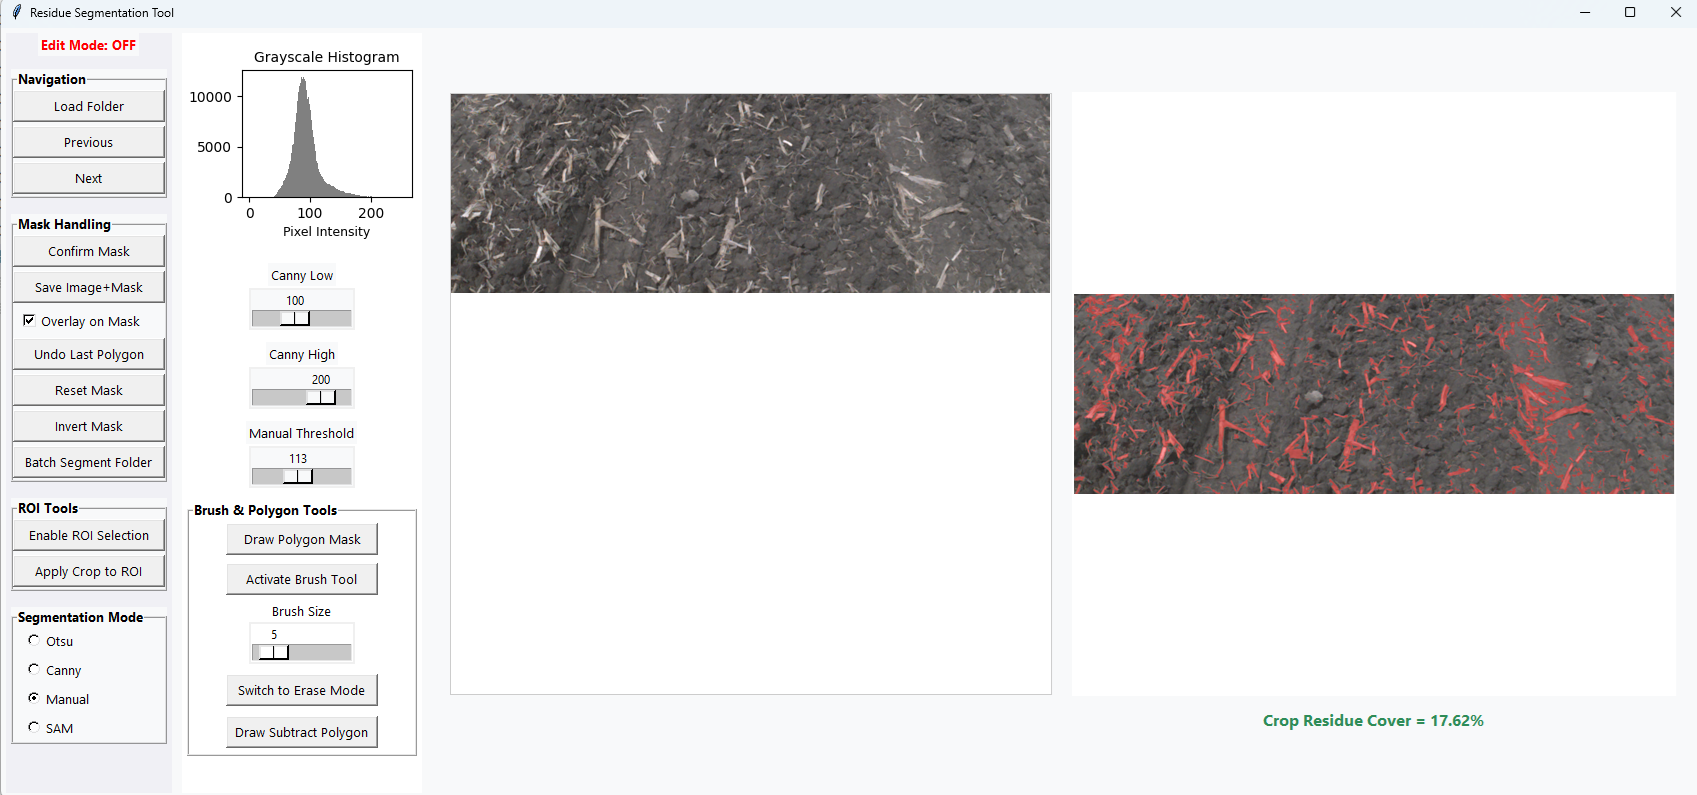 Residue Segmentation Tool
Edit Mode: OFF
Navigation
Load Folder
Previous
Next
Mask Handling
Confirm Mask
Save Image+Mask
Overlay on Mask
Undo Last Polygon
Reset Mask
Invert Mask
Batch Segment Folder
ROI Tools
Enable ROI Selection
Apply Crop to ROI
Segmentation Mode
Otsu
Canny
Manual
SAM
Grayscale Histogram
10000
5000
0
0 100 200
Pixel Intensity
Canny Low
100
Canny High
200
Manual Threshold
113
Brush & Polygon Tools
Draw Polygon Mask
Activate Brush Tool
Brush Size
5
Switch to Erase Mode
Draw Subtract Polygon
Crop Residue Cover = 17.62%